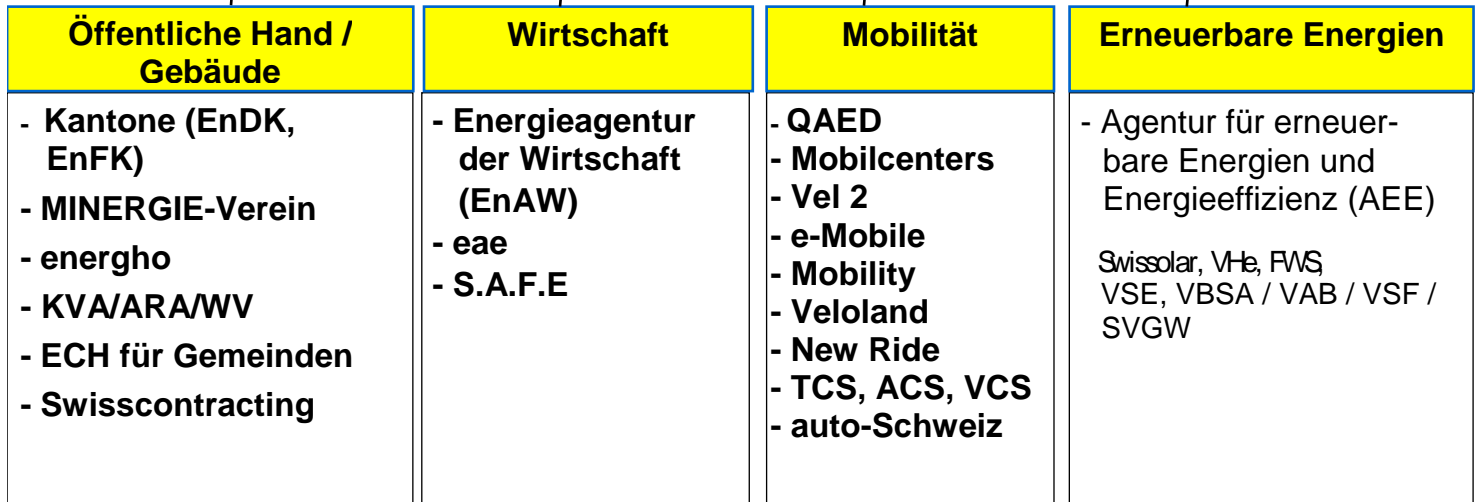 Öffentliche Hand /
Gebäude
- Kantone (EnDK,
EnFK)
- MINERGIE-Verein
- energho
- KVA/ARA/WV
- ECH für Gemeinden
- Swisscontracting
Wirtschaft
- Energieagentur
der Wirtschaft
(EnAW)
- eae
- S.A.F.E
Mobilität
- QAED
- Mobilcenters
- Vel 2
- e-Mobile
- Mobility
- Veloland
- New Ride
- TCS, ACS, VCS
- auto-Schweiz
Erneuerbare Energien
- Agentur für erneuer-
bare Energien und
Energieeffizienz (AEE)
Swissolar, VHe, FWS,
VSE, VBSA / VAB / VSF /
SVGW